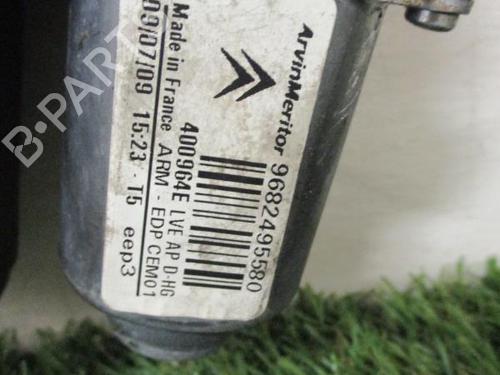 ArvinMeritor
9682495580
400964E LVE AP D-HG
Made in France ARM - EDP CEM01
09/07/09 15:23 - T5 eep3
B-PARTS